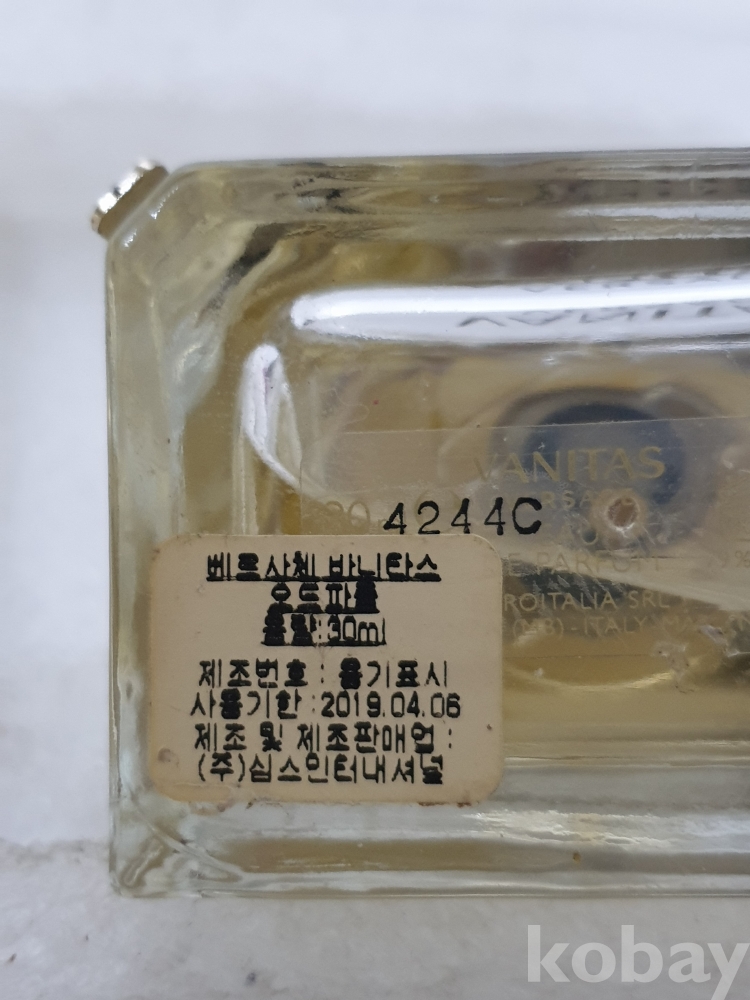 VANITAS
4244C
베르사체 바니타스
오드파퓸
용량:30ml
제조번호 : 용기표시
사용기한 :2019.04.06
제조 및 제조판매업 :
(주)심스인터내셔널
ROITALIA SRL
ITALY
kobay